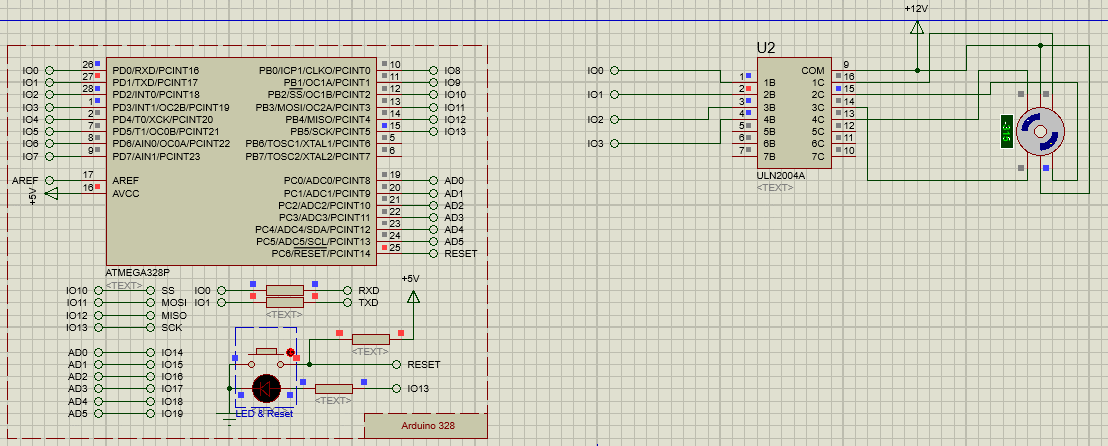 +12V
U2
IO0 26 PD0/RXD/PCINT16 PB0/ICP1/CLKO/PCINT0 10 IO8
IO1 27 PD1/TXD/PCINT17 PB1/OC1A/PCINT1 11 IO9
IO2 28 PD2/INT0/PCINT18 PB2/SS/OC1B/PCINT2 12 IO10
IO3 1 PD3/INT1/OC2B/PCINT19 PB3/MOSI/OC2A/PCINT3 13 IO11
IO4 2 PD4/T0/XCK/PCINT20 PB4/MISO/PCINT4 14 IO12
IO5 7 PD5/T1/OC0B/PCINT21 PB5/SCK/PCINT5 15 IO13
IO6 8 PD6/AIN0/OC0A/PCINT22 PB6/TOSC1/XTAL1/PCINT6 5
IO7 9 PD7/AIN1/PCINT23 PB7/TOSC2/XTAL2/PCINT7 6
AREF 17 AREF PC0/ADC0/PCINT8 19 AD0
+5V 16 AVCC PC1/ADC1/PCINT9 20 AD1
PC2/ADC2/PCINT10 21 AD2
PC3/ADC3/PCINT11 22 AD3
PC4/ADC4/SDA/PCINT12 23 AD4
PC5/ADC5/SCL/PCINT13 24 AD5
PC6/RESET/PCINT14 25 RESET
ATMEGA328P
<TEXT>
IO0
IO1
IO2
IO3
COM 9
1 1B 1C 16
2 2B 2C 15
3 3B 3C 14
4 4B 4C 13
5 5B 5C 12
6 6B 6C 11
7 7B 7C 10
ULN2004A
<TEXT>
-315
IO10 SS
IO11 MOSI
IO12 MISO
IO13 SCK
IO0 RXD
IO1 TXD
<TEXT>
+5V
<TEXT>
AD0 IO14
AD1 IO15
AD2 IO16
AD3 IO17
AD4 IO18
AD5 IO19
RESET
IO13
<TEXT>
LED & Reset
Arduino 328